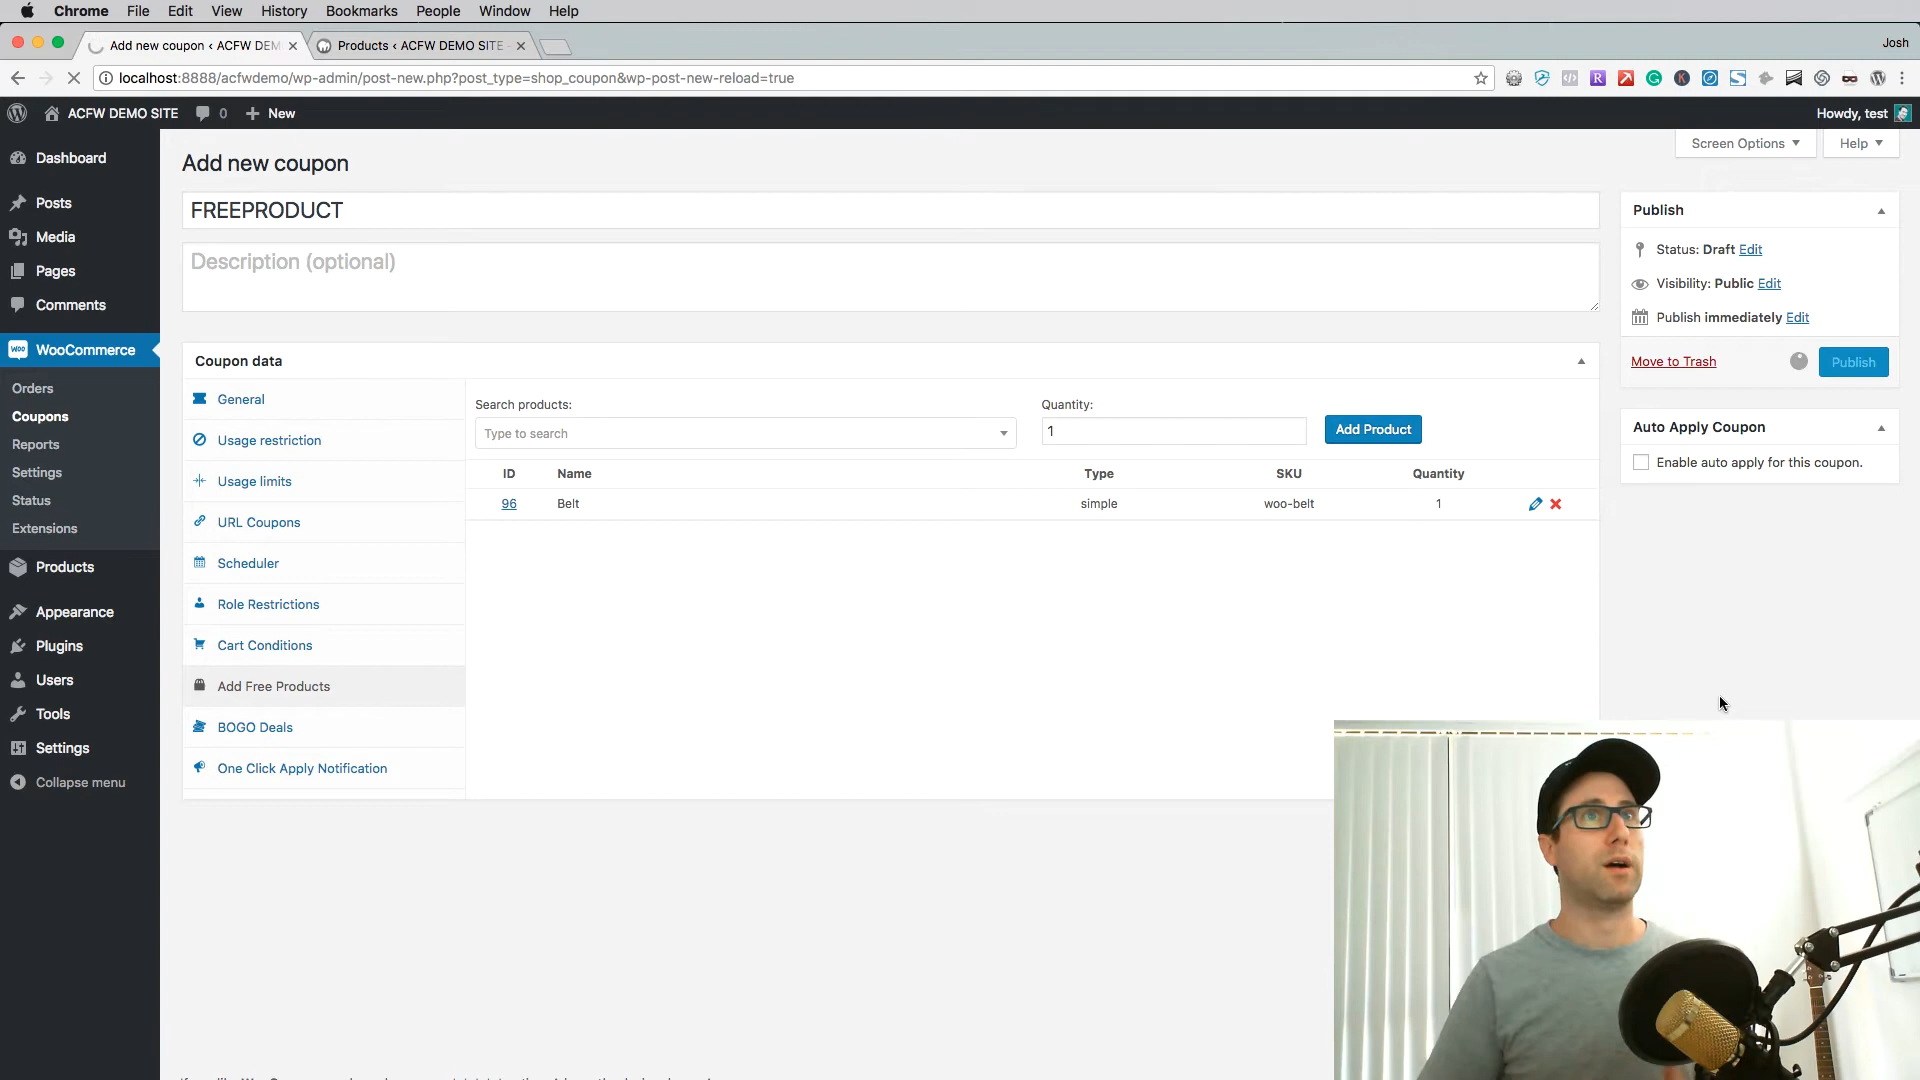 Chrome File Edit View History Bookmarks People Window Help
Add new coupon ‹ ACFW DEM
Products ‹ ACFW DEMO SITE
Josh
localhost:8888/acfwdemo/wp-admin/post-new.php?post_type=shop_coupon&wp-post-new-reload=true
ACFW DEMO SITE 0 New
Howdy, test
Screen Options Help
Add new coupon
FREEPRODUCT
Description (optional)
Dashboard
Posts
Media
Pages
Comments
WooCommerce
Orders
Coupons
Reports
Settings
Status
Extensions
Products
Appearance
Plugins
Users
Tools
Settings
Collapse menu
Coupon data
General
Usage restriction
Usage limits
URL Coupons
Scheduler
Role Restrictions
Cart Conditions
Add Free Products
BOGO Deals
One Click Apply Notification
Search products: Quantity:
Type to search 1 Add Product
ID Name Type SKU Quantity
96 Belt simple woo-belt 1
Publish
Status: Draft Edit
Visibility: Public Edit
Publish immediately Edit
Move to Trash Publish
Auto Apply Coupon
Enable auto apply for this coupon.